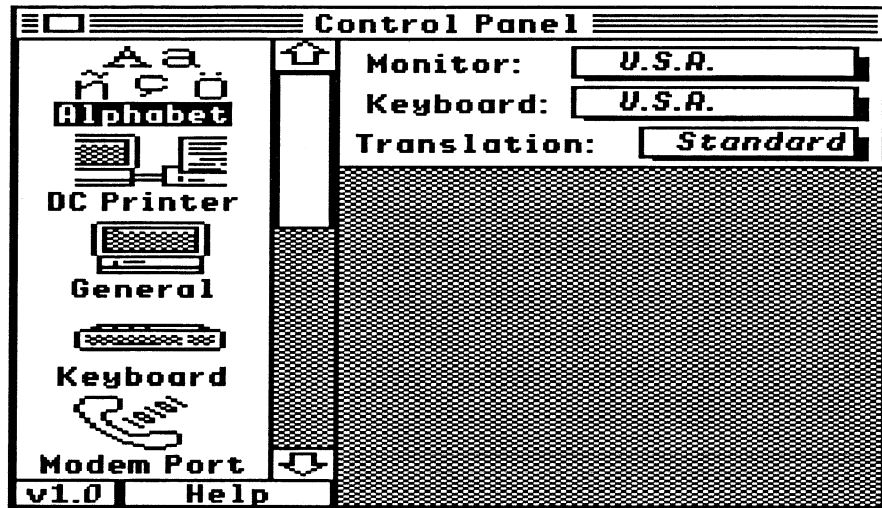 Control Panel
A a
ñ ç ö
Alphabet
DC Printer
General
Keyboard
Modem Port
v1.0 Help
Monitor: U.S.A.
Keyboard: U.S.A.
Translation: Standard